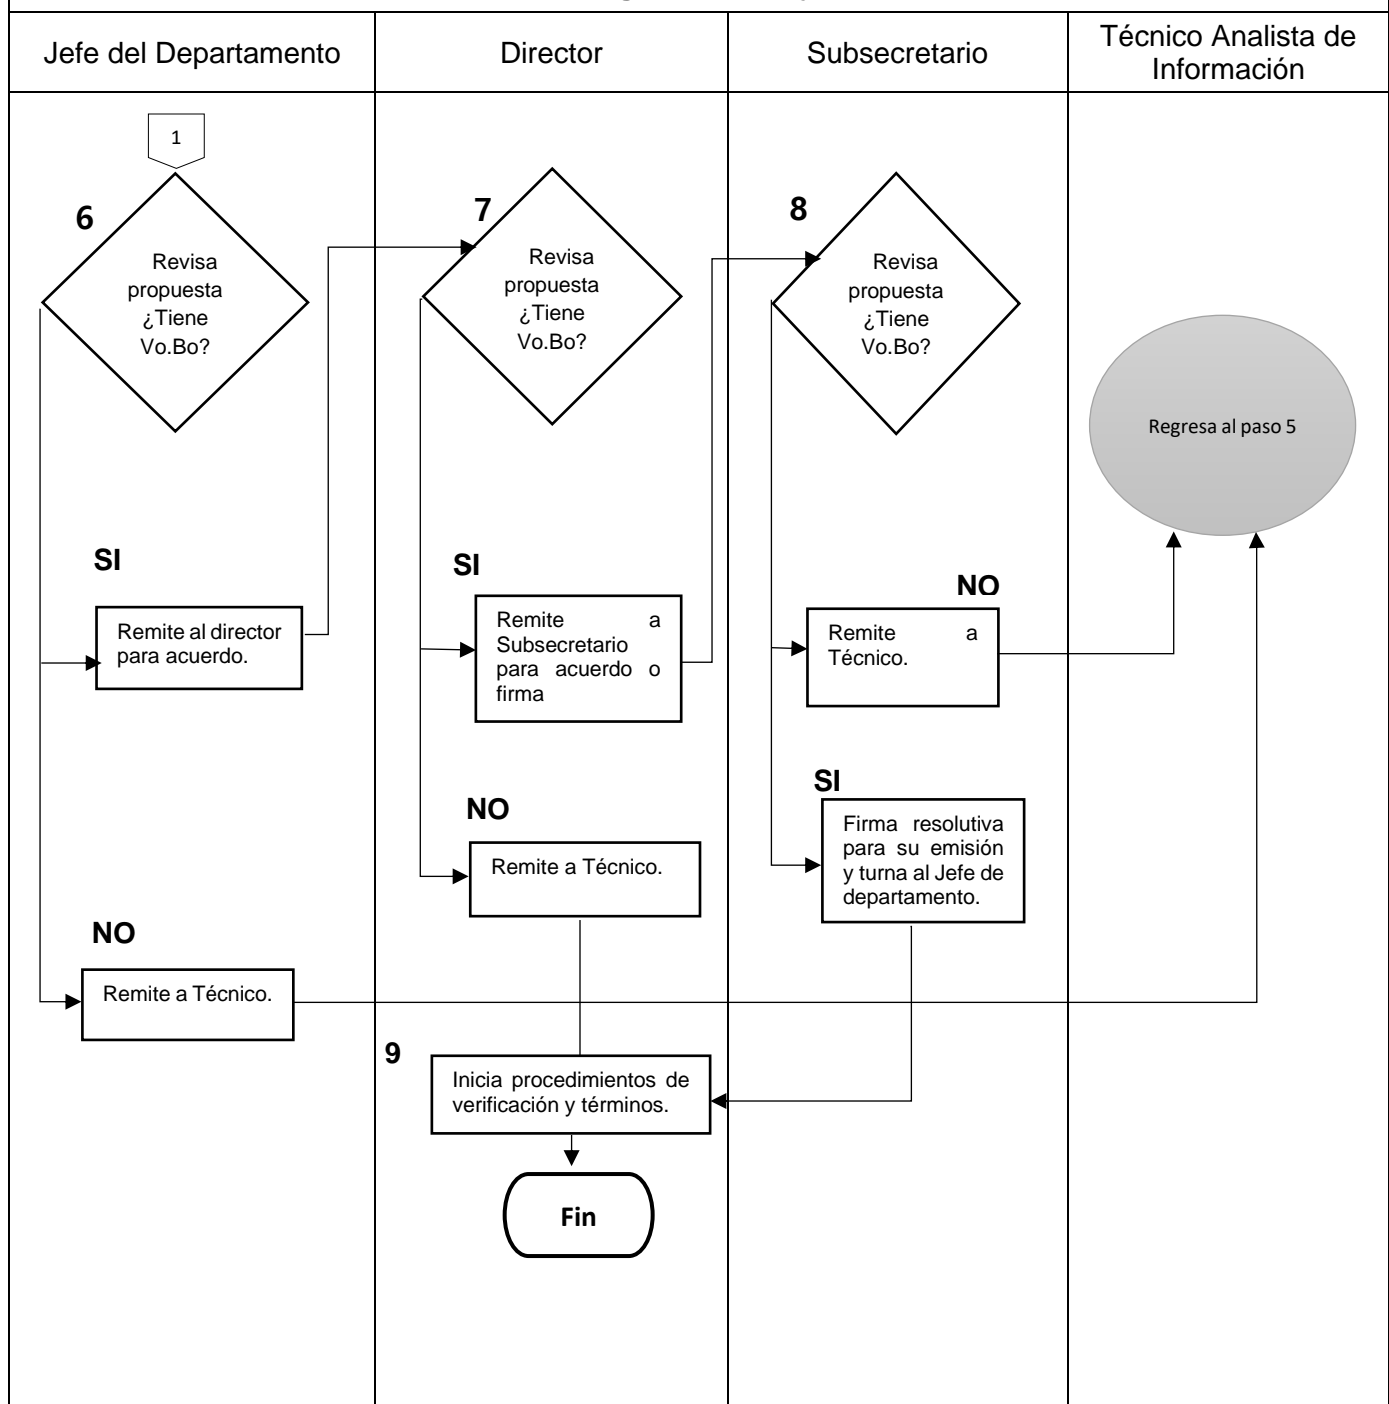 Jefe del Departamento
Director
Subsecretario
Técnico Analista de
Información
1
6
Revisa
propuesta
¿Tiene
Vo.Bo?
7
Revisa
propuesta
¿Tiene
Vo.Bo?
8
Revisa
propuesta
¿Tiene
Vo.Bo?
Regresa al paso 5
SI
Remite al director
para acuerdo.
SI
Remite a
Subsecretario
para acuerdo o
firma
NO
Remite a
Técnico.
NO
Remite a Técnico.
SI
Firma resolutiva
para su emisión
y turna al Jefe de
departamento.
NO
Remite a Técnico.
9
Inicia procedimientos de
verificación y términos.
Fin